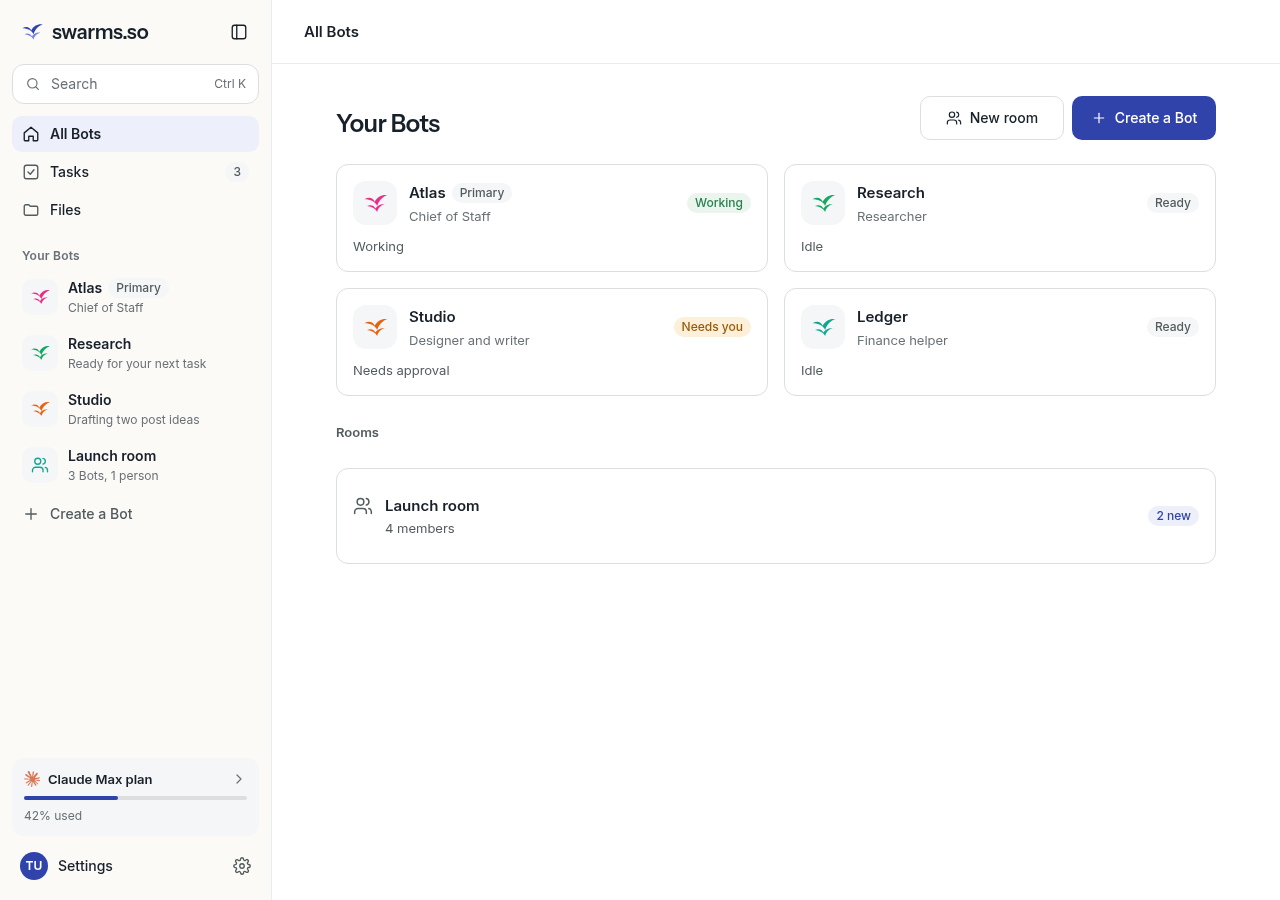 swarms.so
Search Ctrl K
All Bots
Tasks 3
Files
Your Bots
Atlas Primary
Chief of Staff
Research
Ready for your next task
Studio
Drafting two post ideas
Launch room
3 Bots, 1 person
Create a Bot
Claude Max plan
42% used
TU Settings
All Bots
Your Bots
New room
Create a Bot
Atlas Primary
Chief of Staff
Working
Working
Research
Researcher
Ready
Idle
Studio
Designer and writer
Needs you
Needs approval
Ledger
Finance helper
Ready
Idle
Rooms
Launch room
4 members
2 new